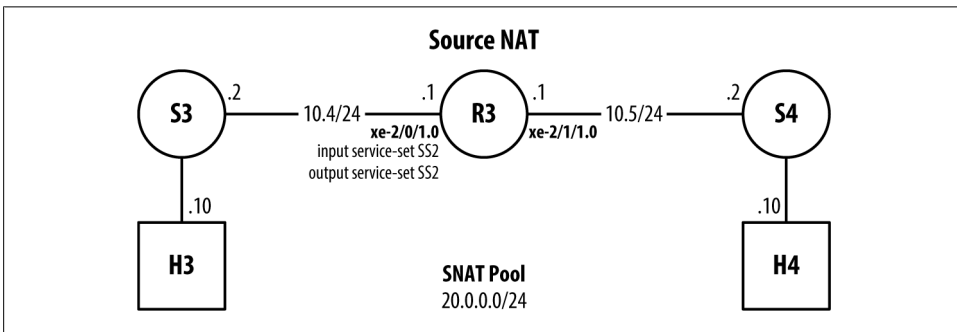 Source NAT
S3
.2
10.4/24
.1
R3
.1
10.5/24
.2
S4
xe-2/0/1.0
xe-2/1/1.0
input service-set SS2
output service-set SS2
.10
.10
H3
H4
SNAT Pool
20.0.0.0/24